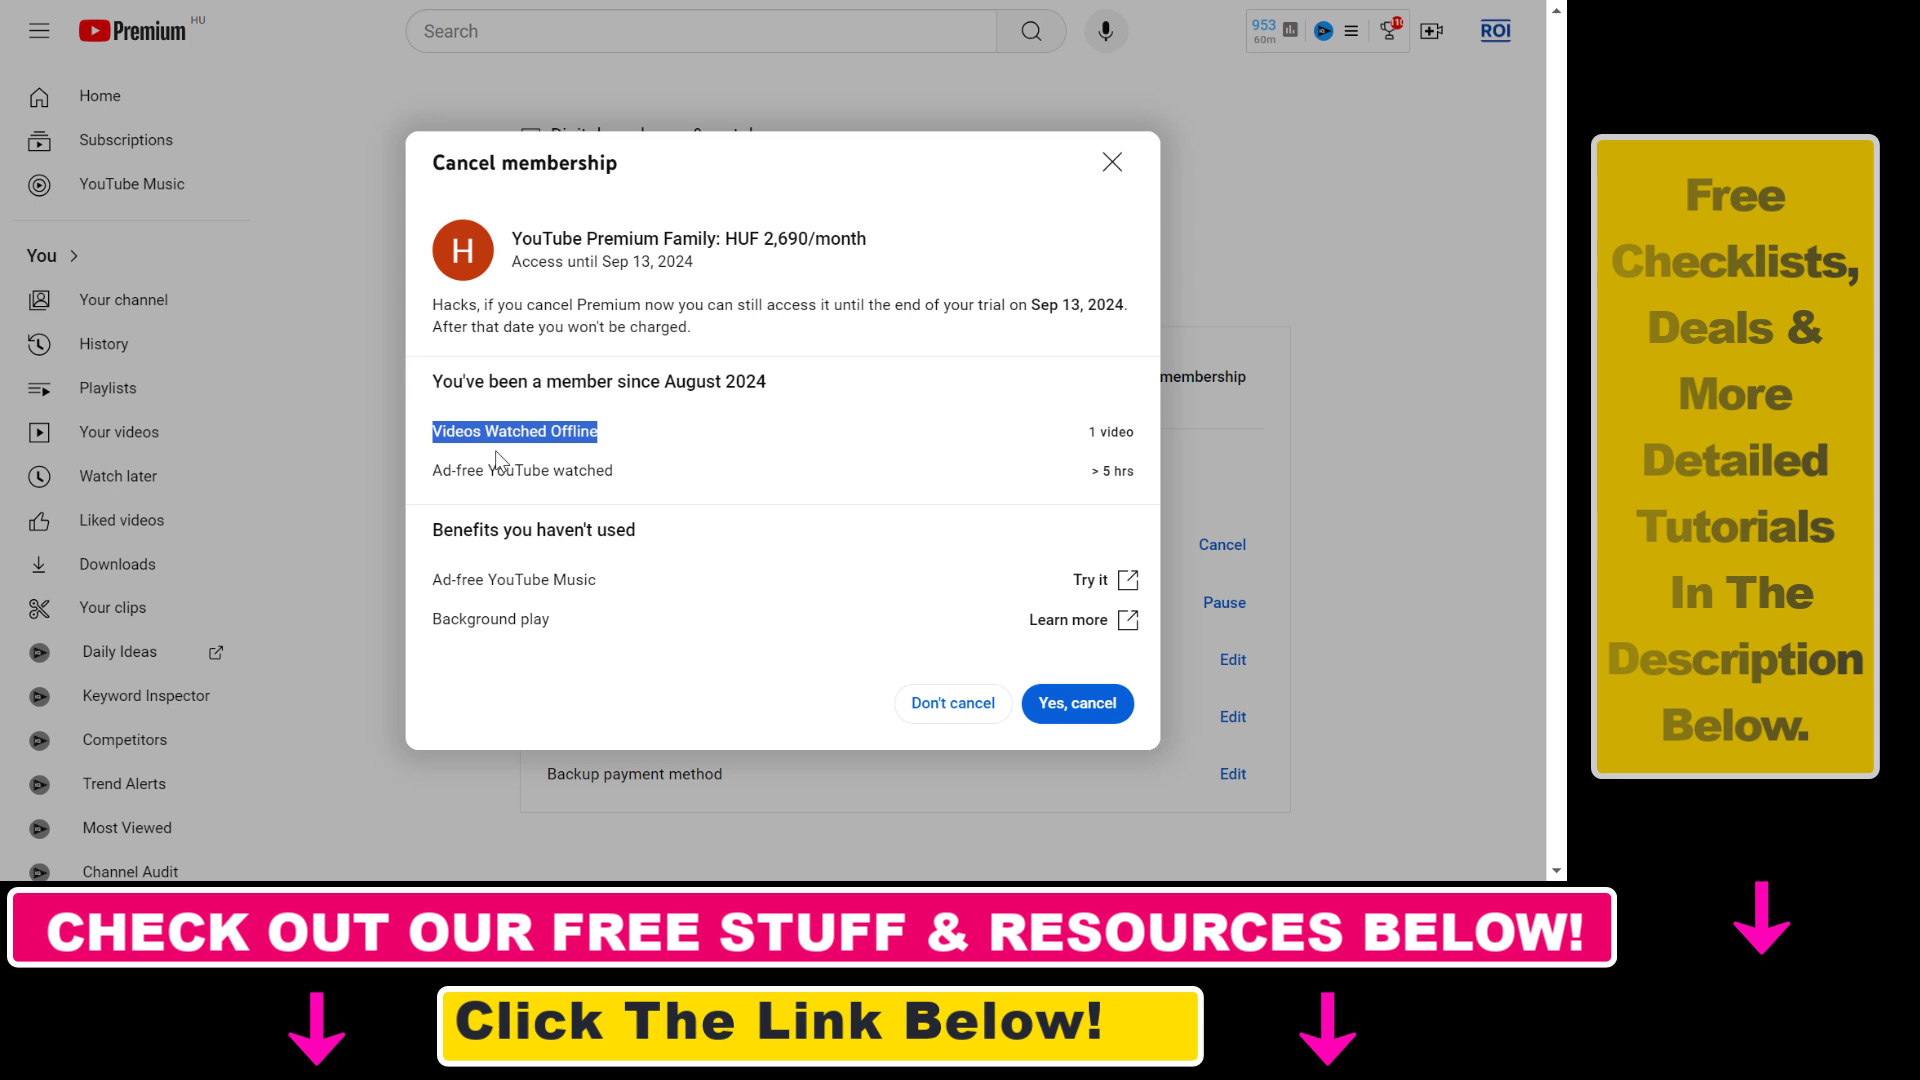 Premium HU
Search
953
60m
ROI
Home
Subscriptions
YouTube Music
You
Your channel
History
Playlists
Your videos
Watch later
Liked videos
Downloads
Your clips
Daily Ideas
Keyword Inspector
Competitors
Trend Alerts
Most Viewed
Channel Audit
Cancel membership
H
YouTube Premium Family: HUF 2,690/month
Access until Sep 13, 2024
Hacks, if you cancel Premium now you can still access it until the end of your trial on Sep 13, 2024.
After that date you won't be charged.
You've been a member since August 2024
Videos Watched Offline 1 video
Ad-free YouTube watched > 5 hrs
Benefits you haven't used
Ad-free YouTube Music Try it
Background play Learn more
Don't cancel Yes, cancel
membership
Cancel
Pause
Edit
Edit
Backup payment method Edit
Free
Checklists,
Deals &
More
Detailed
Tutorials
In The
Description
Below.
CHECK OUT OUR FREE STUFF & RESOURCES BELOW!
Click The Link Below!